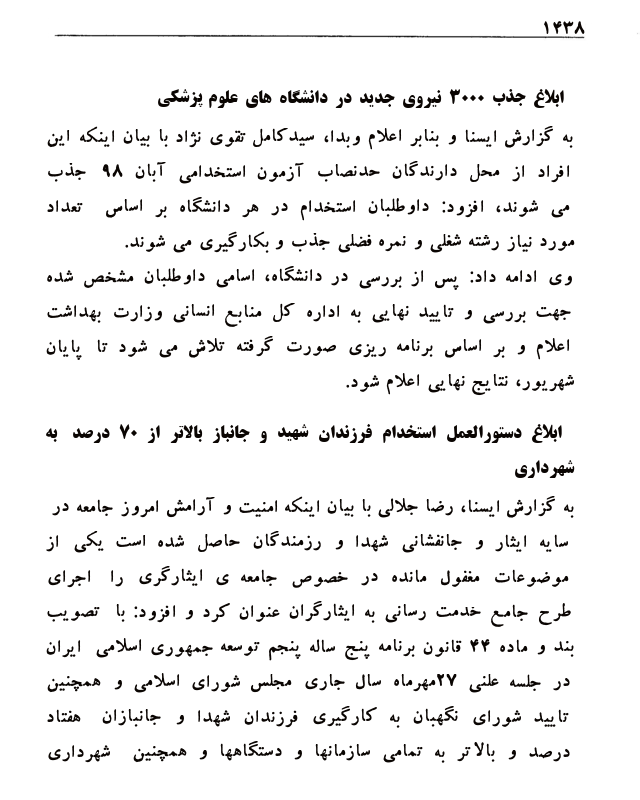 ۱۴۳۸
ابلاغ جذب ۳۰۰۰ نیروی جدید در دانشگاه های علوم پزشکی
به گزارش ایسنا و بنابر اعلام وبدا، سیدکامل تقوی نژاد با بیان اینکه این
افراد از محل دارندگان حدنصاب آزمون استخدامی آبان ۹۸ جذب
می شوند، افزود: داوطلبان استخدام در هر دانشگاه بر اساس تعداد
مورد نیاز رشته شغلی و نمره فضلی جذب و بکارگیری می شوند.
وی ادامه داد: پس از بررسی در دانشگاه، اسامی داوطلبان مشخص شده
جهت بررسی و تایید نهایی به اداره کل منابع انسانی وزارت بهداشت
اعلام و بر اساس برنامه ریزی صورت گرفته تلاش می شود تا پایان
شهریور، نتایج نهایی اعلام شود.
ابلاغ دستورالعمل استخدام فرزندان شهید و جانباز بالاتر از ۷۰ درصد به
شهرداری
به گزارش ایسنا، رضا جلالی با بیان اینکه امنیت و آرامش امروز جامعه در
سایه ایثار و جانفشانی شهدا و رزمندگان حاصل شده است یکی از
موضوعات مغفول مانده در خصوص جامعه ی ایثارگری را اجرای
طرح جامع خدمت رسانی به ایثارگران عنوان کرد و افزود: با تصویب
بند و ماده ۴۴ قانون برنامه پنج ساله پنجم توسعه جمهوری اسلامی ایران
در جلسه علنی ۲۷مهرماه سال جاری مجلس شورای اسلامی و همچنین
تایید شورای نگهبان به کارگیری فرزندان شهدا و جانبازان هفتاد
درصد و بالاتر به تمامی سازمانها و دستگاهها و همچنین شهرداری